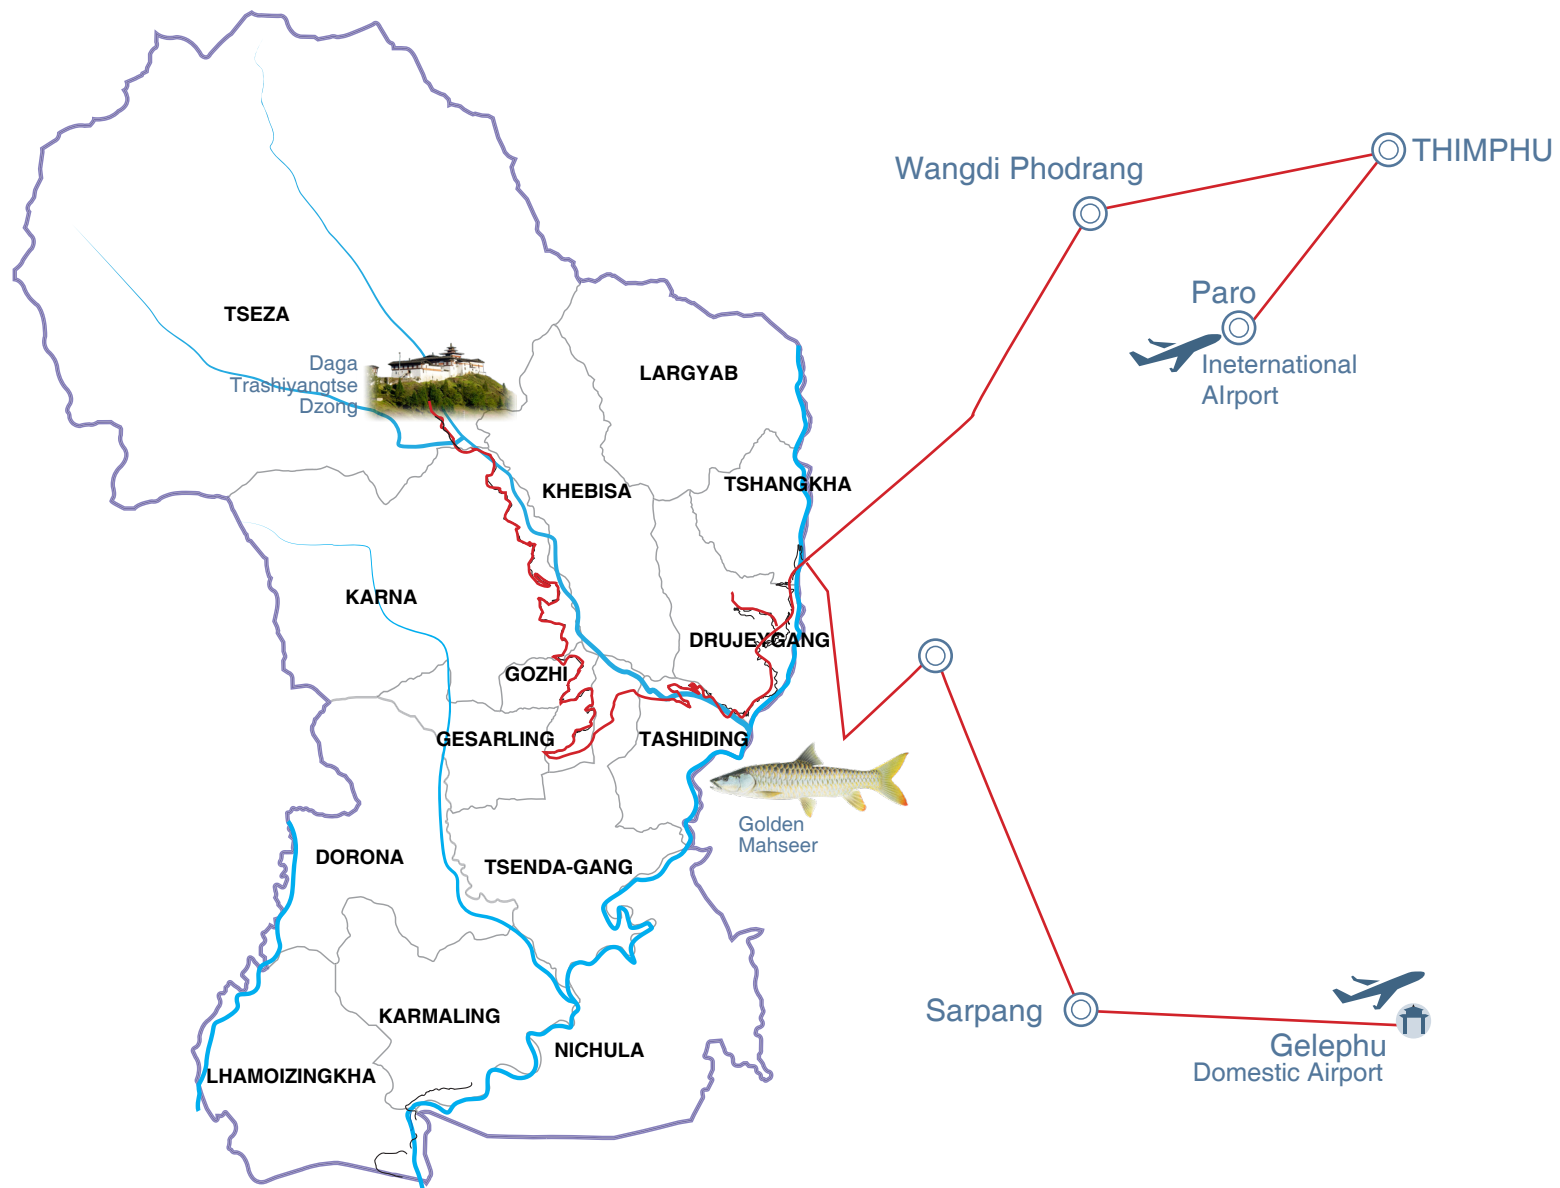 THIMPHU
Wangdi Phodrang
Paro
Ineternational
AIrport
TSEZA
Daga
Trashiyangtse
Dzong
LARGYAB
KHEBISA
TSHANGKHA
KARNA
DRUJEYGANG
GOZHI
GESARLING
TASHIDING
Golden
Mahseer
DORONA
TSENDA-GANG
KARMALING
Sarpang
NICHULA
Gelephu
Domestic Airport
LHAMOIZINGKHA